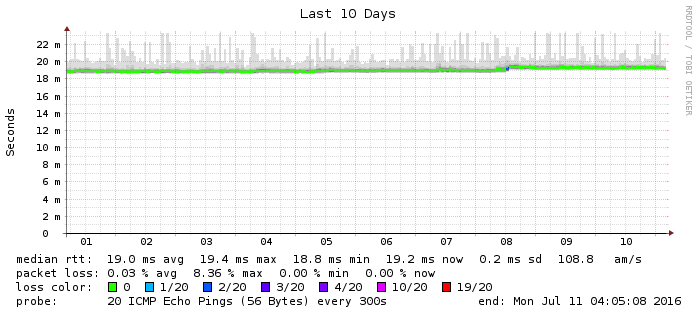 Last 10 Days
RRDTOOL / TOBI OETIKER
Seconds
22 m
20 m
18 m
16 m
14 m
12 m
10 m
8 m
6 m
4 m
2 m
0
01 02 03 04 05 06 07 08 09 10
median rtt: 19.0 ms avg 19.4 ms max 18.8 ms min 19.2 ms now 0.2 ms sd 108.8 am/s
packet loss: 0.03 % avg 8.36 % max 0.00 % min 0.00 % now
loss color: 0 1/20 2/20 3/20 4/20 10/20 19/20
probe: 20 ICMP Echo Pings (56 Bytes) every 300s end: Mon Jul 11 04:05:08 2016